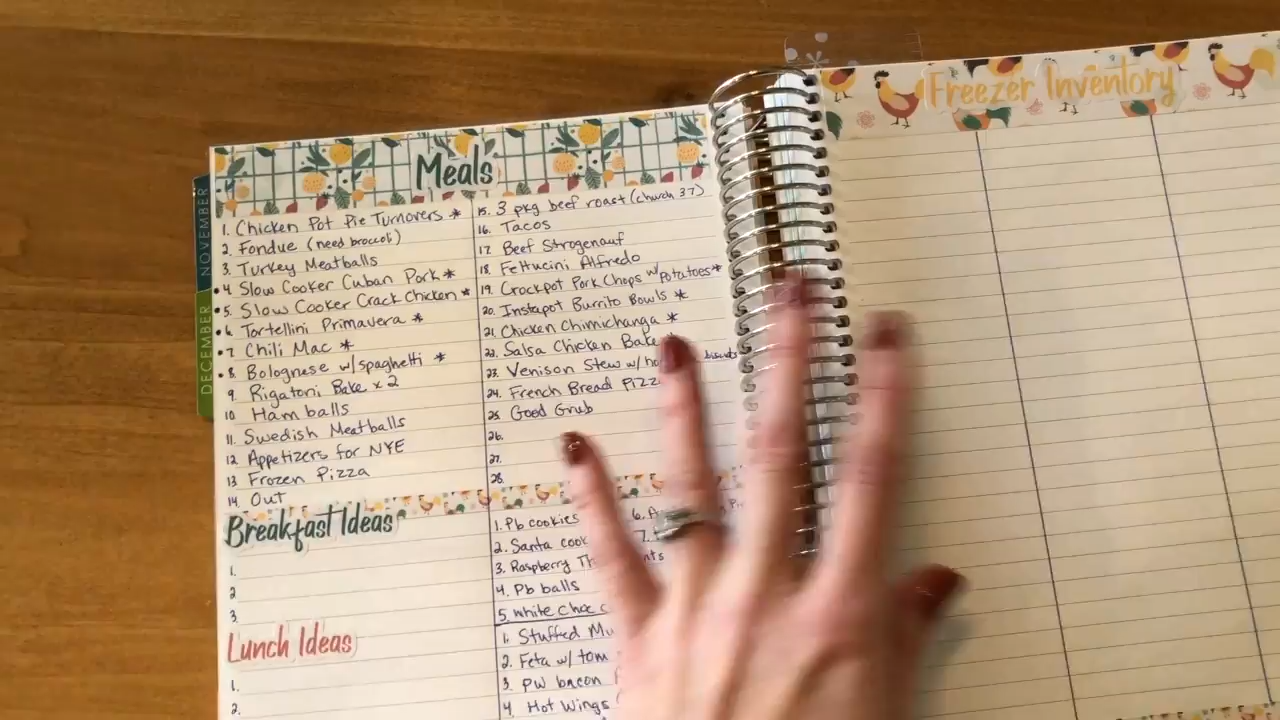 NOVEMBER
DECEMBER
Meals
1. Chicken Pot Pie Turnovers *
2. Fondue (need broccoli)
3. Turkey Meatballs
• 4 Slow Cooker Cuban Pork *
• 5. Slow Cooker Crack Chicken *
• 6. Tortellini Primavera *
• 7 Chili Mac *
• 8. Bolognese w/spaghetti *
9. Rigatoni Bake x 2
10 Ham balls
11. Swedish Meatballs
12 Appetizers for NYE
13 Frozen Pizza
14. Out
15. 3 pkg beef roast (church 37)
16. Tacos
17. Beef Strogenauf
18. Fettucini Alfredo
19. Crockpot Pork Chops w/Potatoes *
20. Instapot Burrito Bowls *
21. Chicken Chimichanga *
22. Salsa Chicken Bake
23. Venison Stew w/ biscuits
24. French Bread Pizz
25 Good Grub
26.
27.
28.
Breakfast Ideas
1.
2
3.
Lunch Ideas
1.
2.
1. Pb cookies
6.
2. Santa cook
7.
3. Raspberry
4. Pb balls
5. white choc
1. Stuffed
2. Feta w/ tom
3. PW bacon
4. Hot Wings
Freezer Inventory